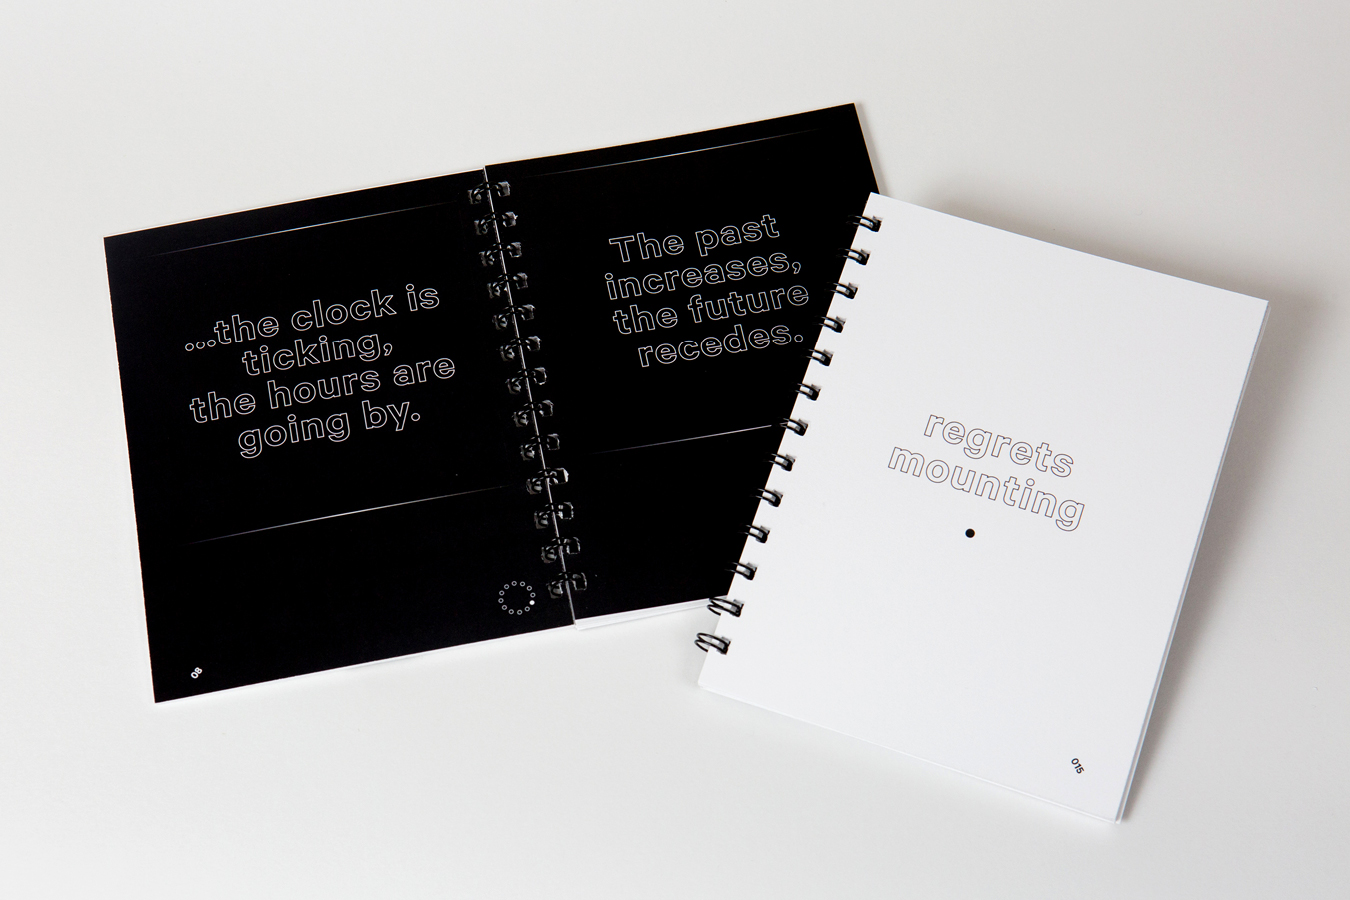 ...the clock is
ticking,
the hours are
going by.
08
The past
increases,
the future
recedes.
regrets
mounting
015